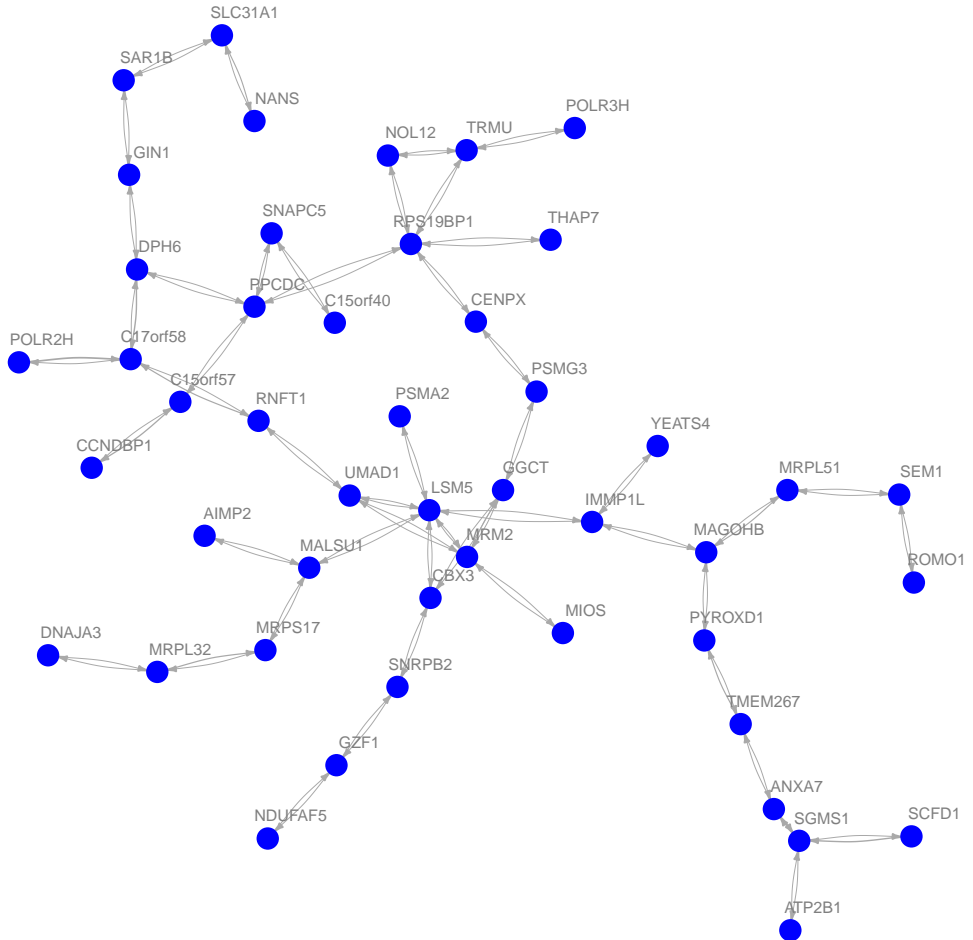 SLC31A1
SAR1B
NANS
POLR3H
NOL12
TRMU
GIN1
SNAPC5
RPS19BP1
THAP7
DPH6
PPCDC
C15orf40
CENPX
POLR2H
C17orf58
C15orf57
RNFT1
PSMA2
PSMG3
YEATS4
CCNDBP1
UMAD1
LSM5
GGCT
IMMP1L
MRPL51
SEM1
AIMP2
MALSU1
MRM2
MAGOHB
CBX3
ROMO1
MIOS
DNAJA3
MRPL32
MRPS17
PYROXD1
SNRPB2
TMEM267
GZF1
ANXA7
NDUFAF5
SGMS1
SCFD1
ATP2B1